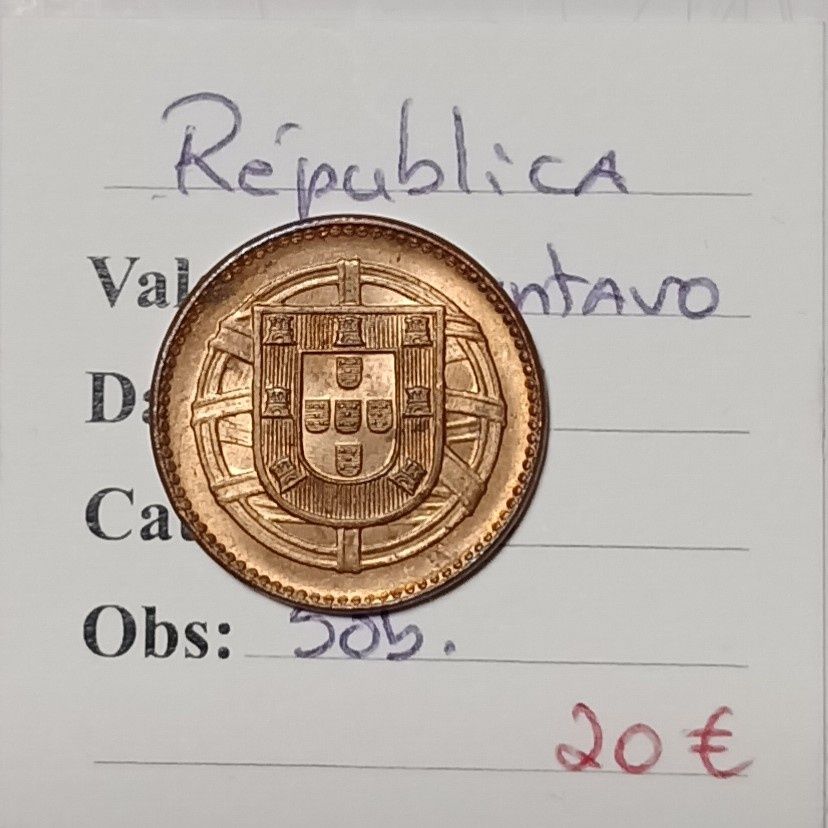 Républica
Val ntavo
Da
Cat
Obs: Sob.
20 €